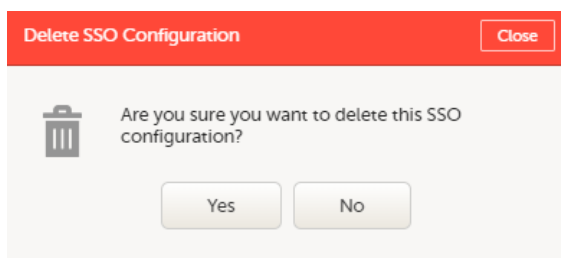 Delete SSO Configuration
Close
Are you sure you want to delete this SSO
configuration?
Yes
No